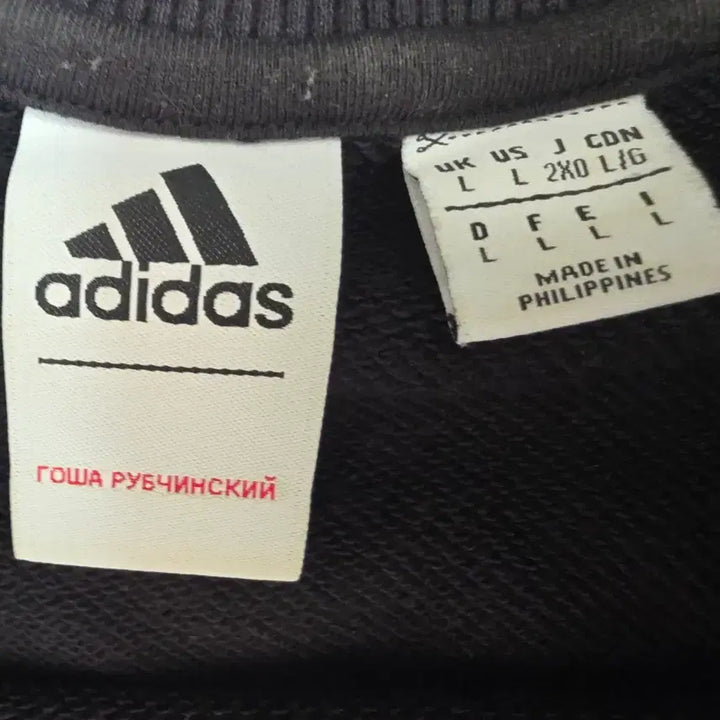 adidas
ГОША РУБЧИНСКИЙ
UK US J CDN
L L 2XO L/G
D F E I
L L L L
MADE IN
PHILIPPINES